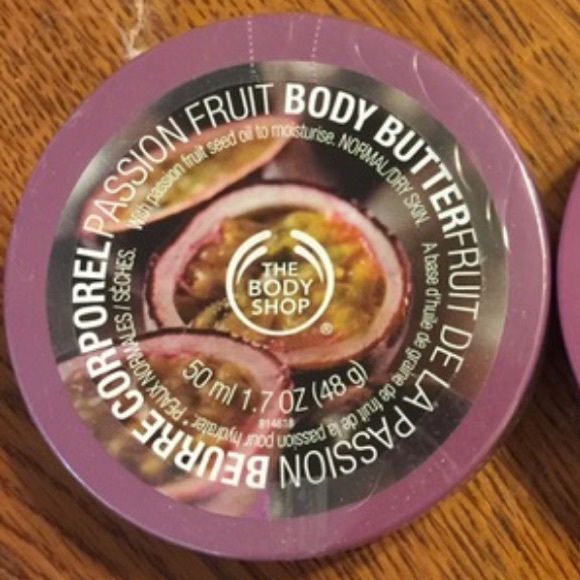 PASSION FRUIT BODY BUTTER
With passion fruit seed oil to moisturise. NORMAL/DRY SKIN.
BEURRE CORPOREL FRUIT DE LA PASSION
A base d'huile de graine de fruit de la passion pour hydrater. PEAUX NORMALES / SÈCHES.
THE
BODY
SHOP
®
50 ml 1.7 OZ (48 g)